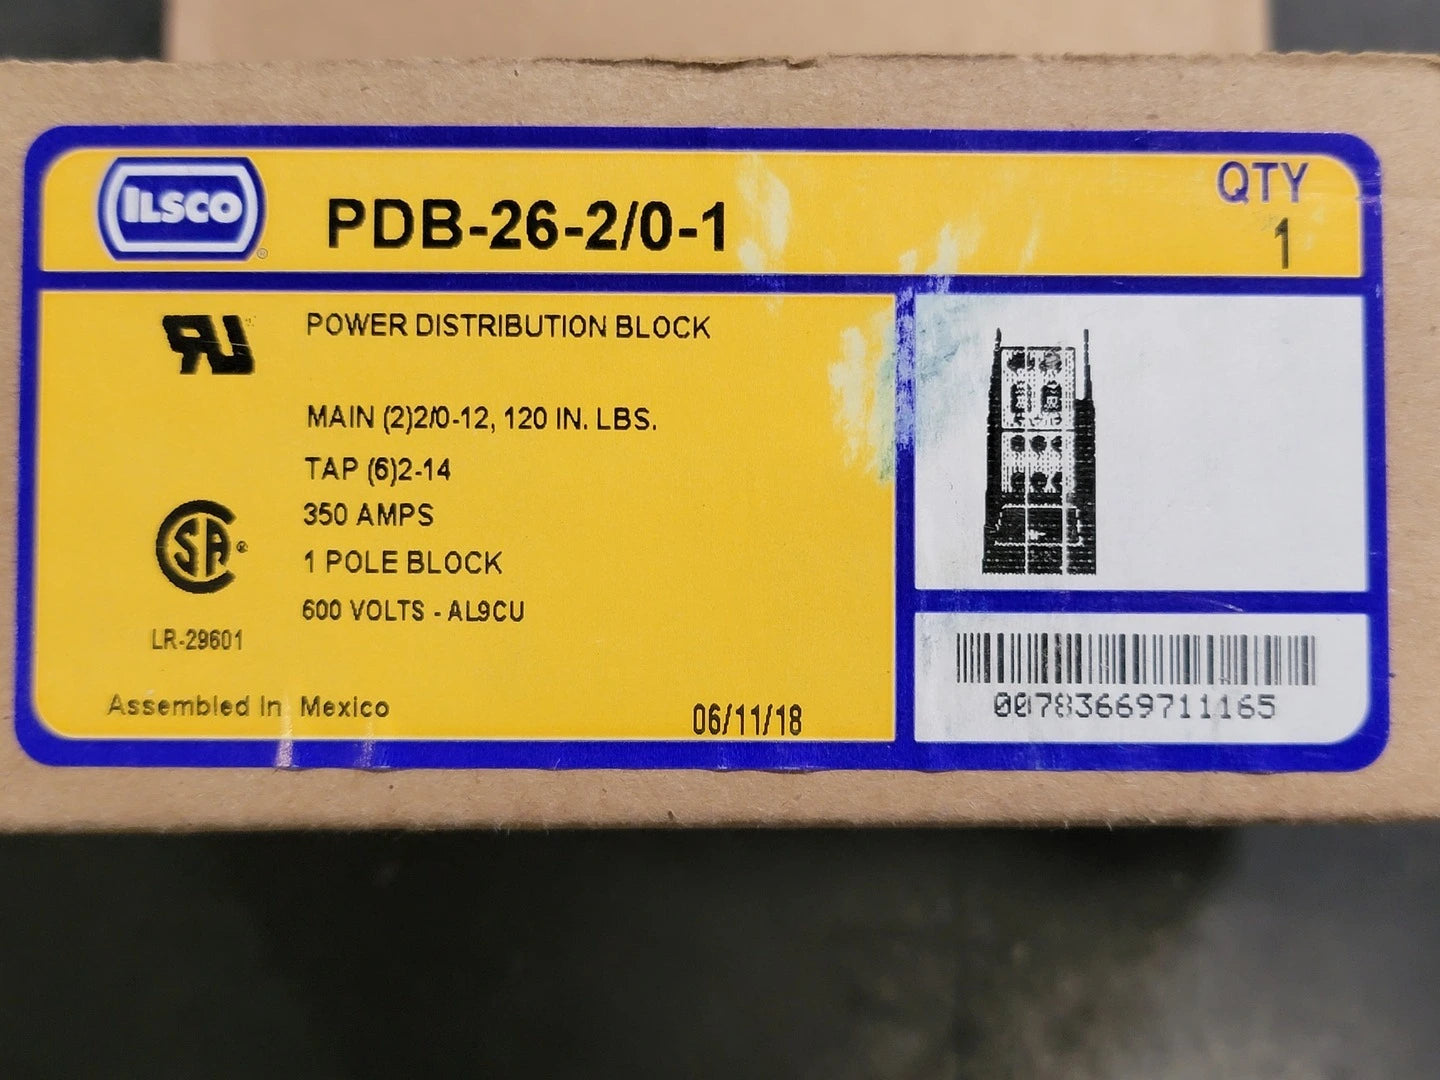 ILSCO
®
PDB-26-2/0-1
QTY
1
POWER DISTRIBUTION BLOCK
MAIN (2)2/0-12, 120 IN. LBS.
TAP (6)2-14
350 AMPS
1 POLE BLOCK
600 VOLTS - AL9CU
SA ®
LR-29601
Assembled In Mexico
06/11/18
00783669711165